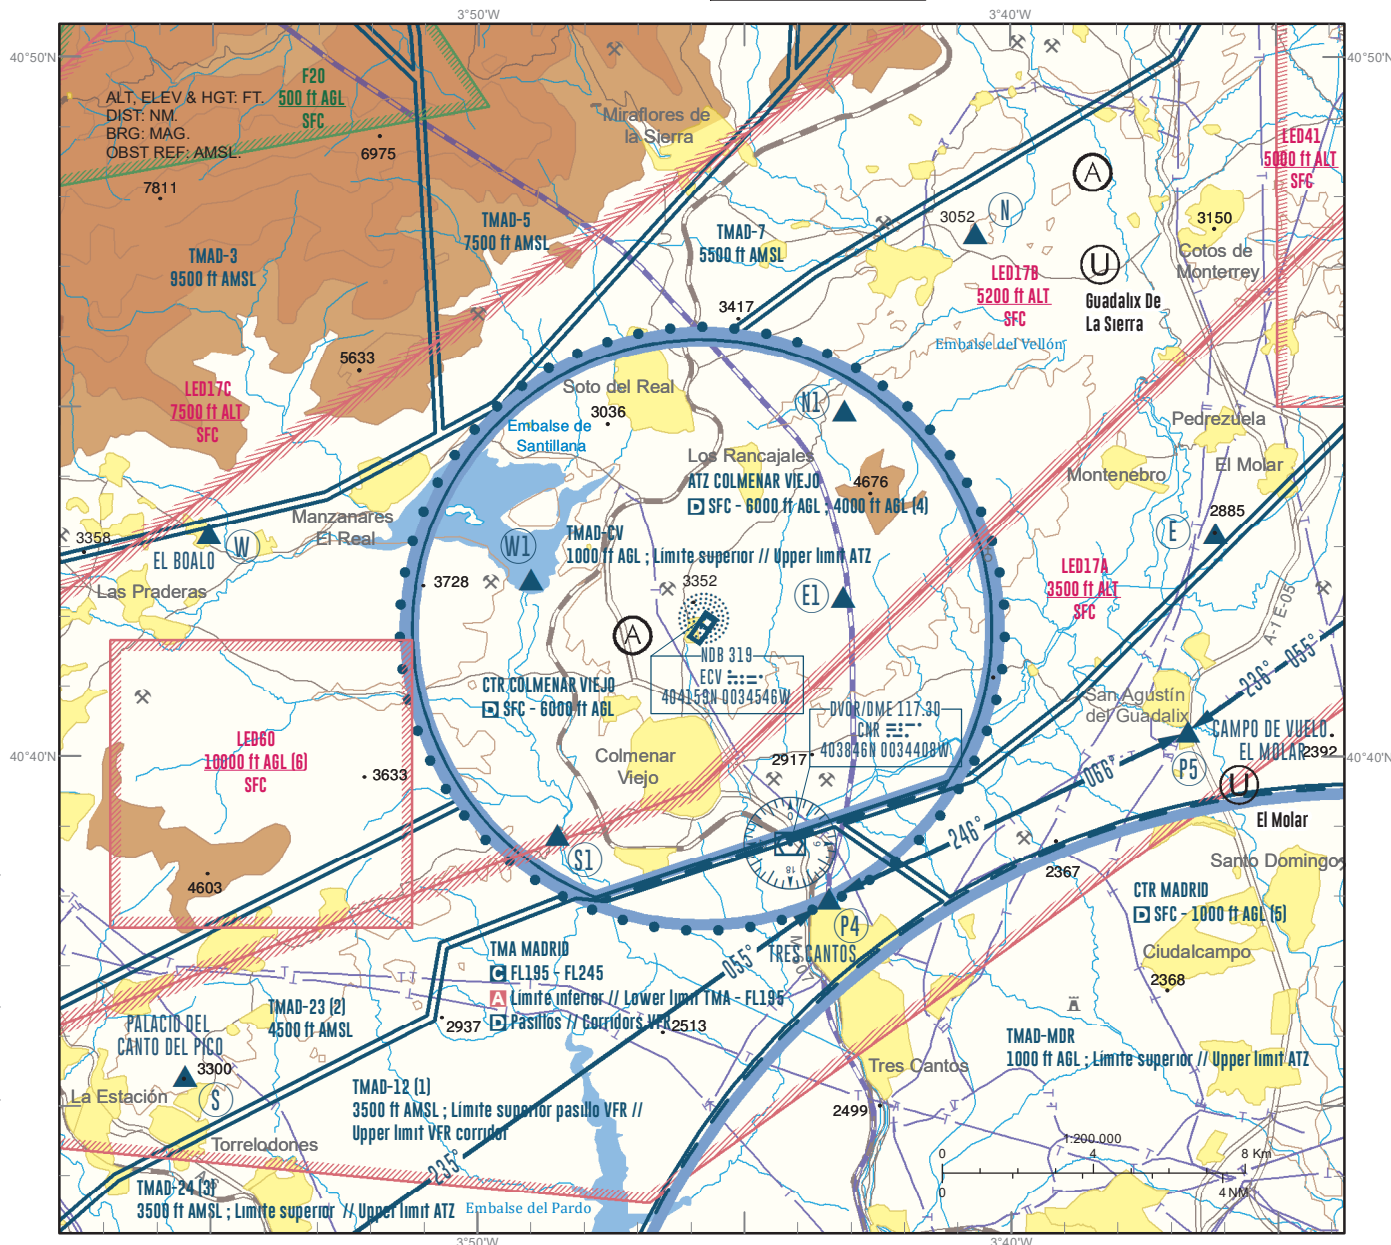 3°50'W
3°40'W
40°50'N
40°50'N
ALT, ELEV & HGT: FT.
DIST: NM.
BRG: MAG.
OBST REF: AMSL.
F20
500 ft AGL
SFC
6975
7811
Miraflores de
la Sierra
LED41
5000 ft ALT
SFC
A
3052
N
3150
Cotos de
Monterrey
TMAD-5
7500 ft AMSL
TMAD-7
5500 ft AMSL
TMAD-3
9500 ft AMSL
U
Guadalix De
La Sierra
LED17B
5200 ft ALT
SFC
3417
Embalse del Vellón
5633
LED17C
7500 ft ALT
SFC
Soto del Real
3036
N1
Embalse de
Santillana
Pedrezuela
Los Rancajales
Montenebro
El Molar
ATZ COLMENAR VIEJO
D SFC - 6000 ft AGL ; 4000 ft AGL (4)
4676
Manzanares
El Real
3358
W
EL BOALO
W1
TMAD-CV
1000 ft AGL ; Límite superior // Upper limit ATZ
2885
E
Las Praderas
3728
3352
E1
LED17A
3500 ft ALT
SFC
A-1 E-05
A
NDB 319
ECV
404159N 0034546W
055°
236°
CTR COLMENAR VIEJO
D SFC - 6000 ft AGL
San Agustín
del Guadalix
DVOR/DME 117.30
CNR
403846N 0034408W
CAMPO DE VUELO
EL MOLAR
2392
LED60
10000 ft AGL (6)
SFC
Colmenar
Viejo
2917
40°40'N
40°40'N
3633
066°
P5
U
El Molar
246°
S1
18
Santo Domingo
2367
4603
CTR MADRID
D SFC - 1000 ft AGL (5)
P4
TRES CANTOS
M-607
Ciudalcampo
2368
TMA MADRID
C FL195 - FL245
A Límite inferior // Lower limit TMA - FL195
D Pasillos // Corridors VFR
055°
TMAD-23 (2)
4500 ft AMSL
PALACIO DEL
CANTO DEL PICO
2937
2513
TMAD-MDR
1000 ft AGL ; Límite superior // Upper limit ATZ
3300
La Estación
S
Tres Cantos
TMAD-12 (1)
3500 ft AMSL ; Límite superior pasillo VFR //
Upper limit VFR corridor
2499
Torrelodones
235°
1:200 000
0 4 8 Km
0 4 NM
TMAD-24 (3)
3500 ft AMSL ; Límite superior // Upper limit ATZ
Embalse del Pardo
3°50'W
3°40'W